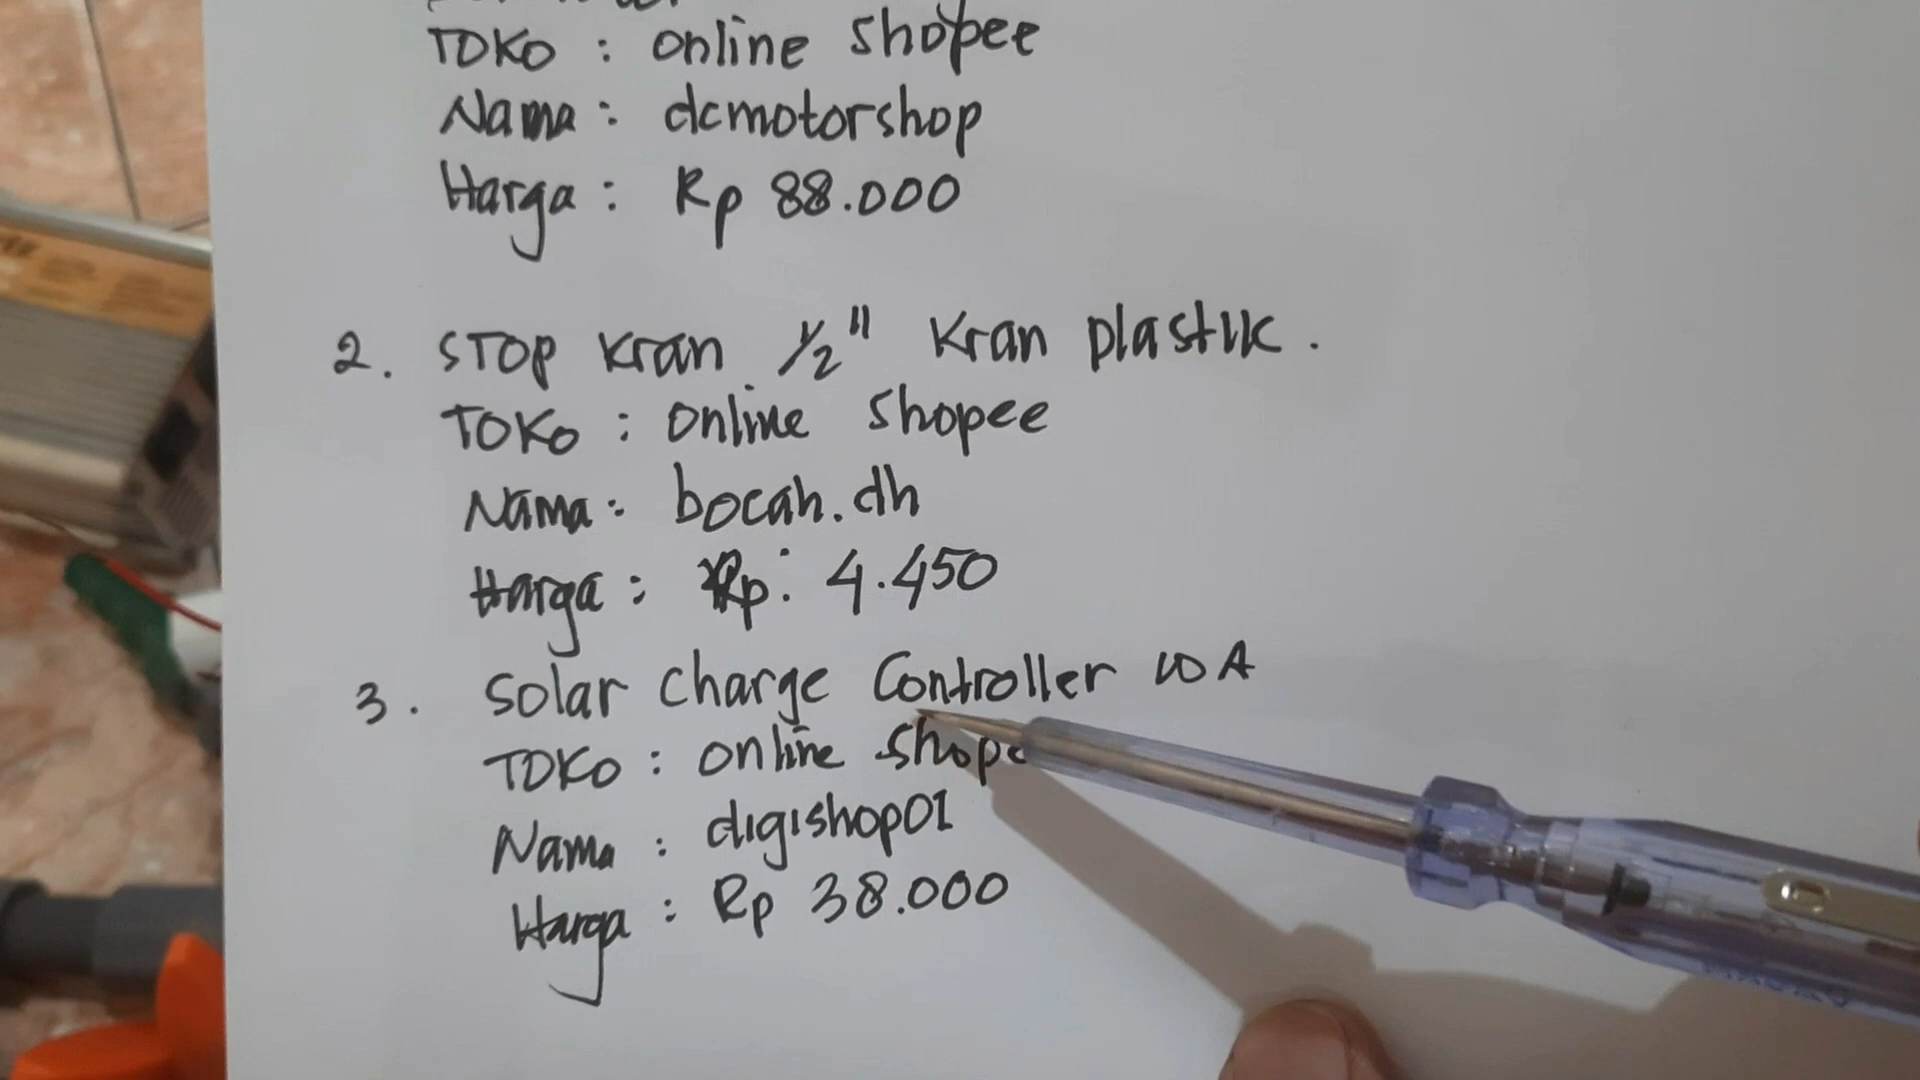 TOKO : online shopee
Nama : dcmotorshop
Harga : Rp 88.000
2. STOP Kran 1/2" Kran plastik.
TOKO : online shopee
Nama : bocah.dh
Harga : Rp. 4.450
3. Solar Charge Controller 10 A
TOKO : online shope
Nama : digishop01
Harga : Rp 38.000